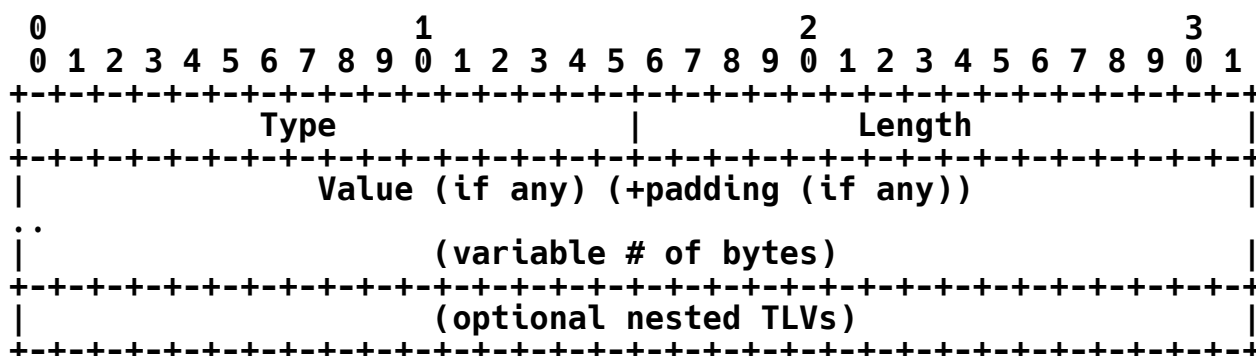 0                   1                   2                   3
 0 1 2 3 4 5 6 7 8 9 0 1 2 3 4 5 6 7 8 9 0 1 2 3 4 5 6 7 8 9 0 1
+-+-+-+-+-+-+-+-+-+-+-+-+-+-+-+-+-+-+-+-+-+-+-+-+-+-+-+-+-+-+-+-+
|            Type               |           Length              |
+-+-+-+-+-+-+-+-+-+-+-+-+-+-+-+-+-+-+-+-+-+-+-+-+-+-+-+-+-+-+-+-+
|               Value (if any) (+padding (if any))              |
..
|                     (variable # of bytes)                     |
+-+-+-+-+-+-+-+-+-+-+-+-+-+-+-+-+-+-+-+-+-+-+-+-+-+-+-+-+-+-+-+-+
|                     (optional nested TLVs)                    |
+-+-+-+-+-+-+-+-+-+-+-+-+-+-+-+-+-+-+-+-+-+-+-+-+-+-+-+-+-+-+-+-+